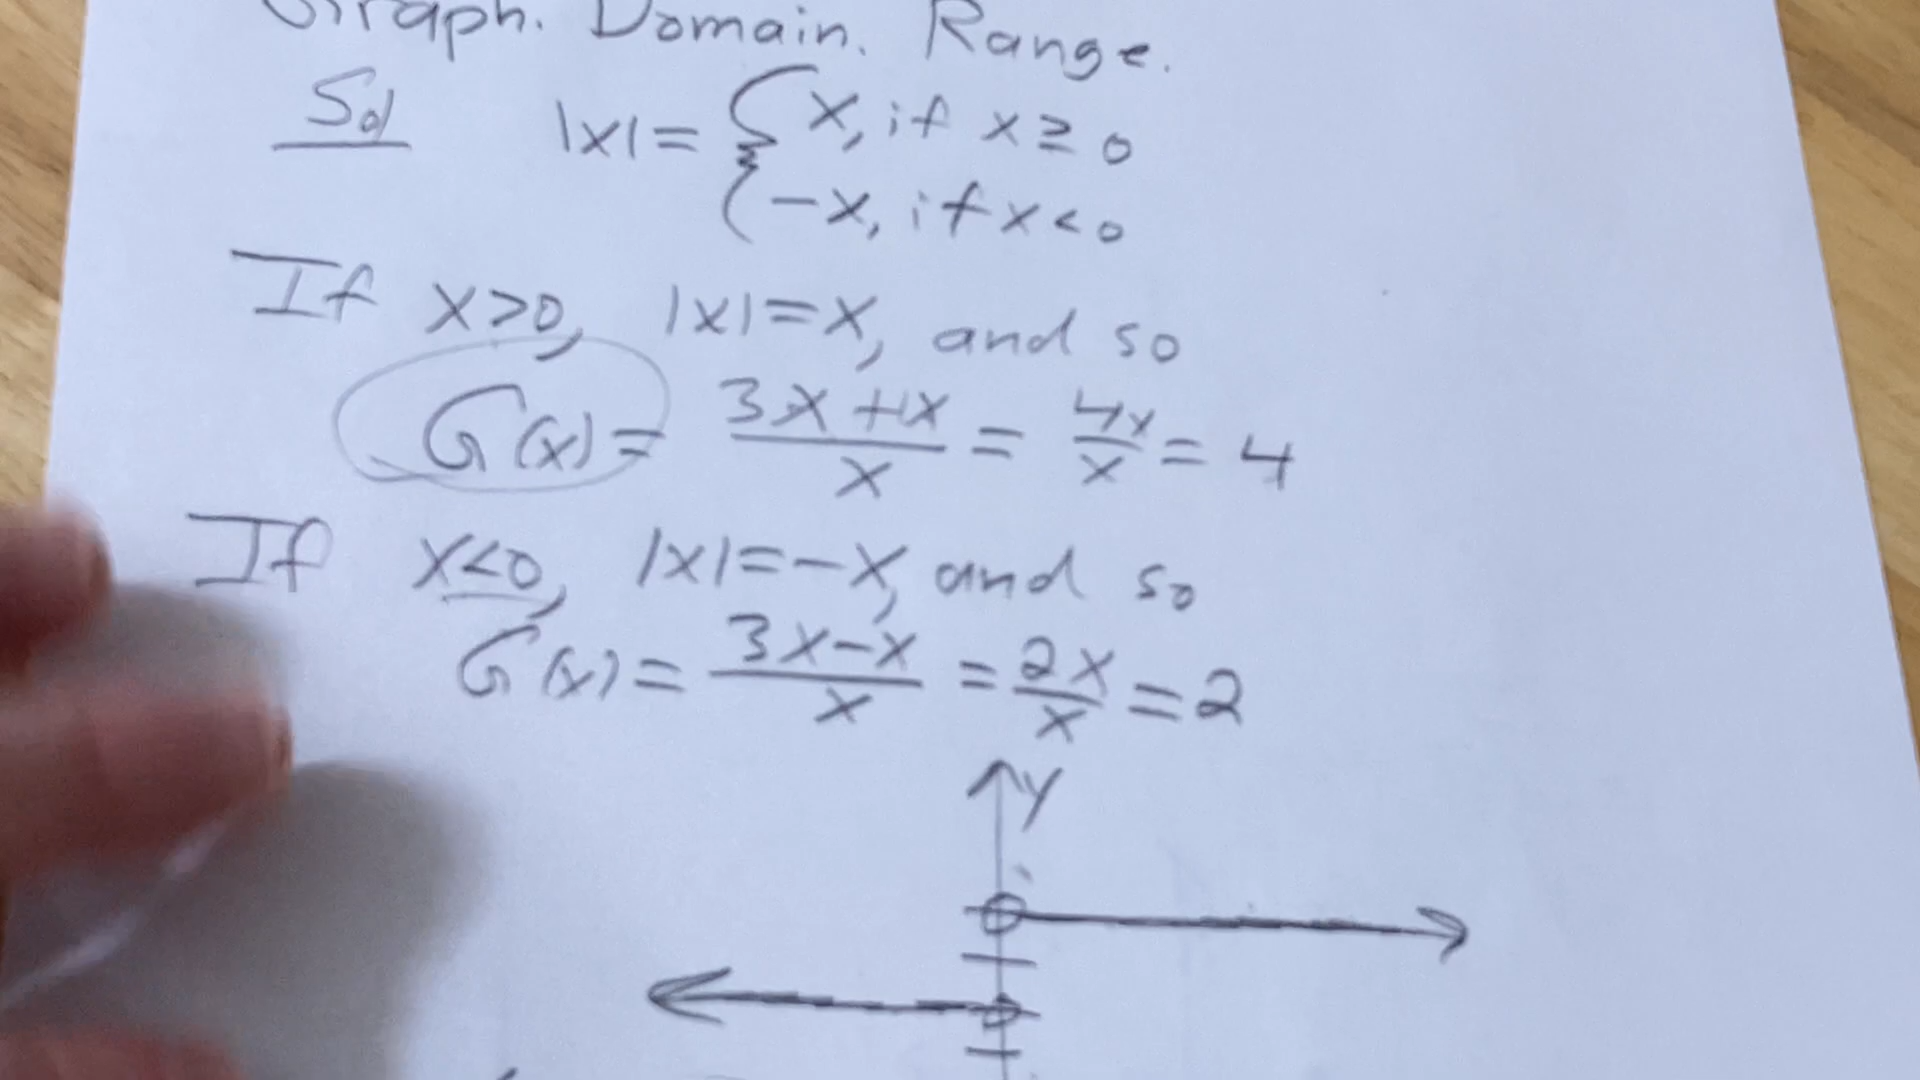 Graph. Domain. Range.
Sol |x| = { x, if x ≥ 0
{ -x, if x < 0
If x>0, |x|=x, and so
G(x) = (3x+x)/x = 4x/x = 4
If x<0, |x|=-x, and so
G(x) = (3x-x)/x = 2x/x = 2
y